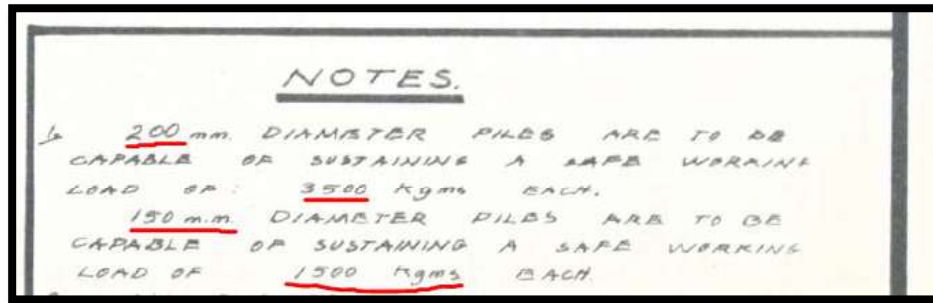 NOTES.
1. 200 mm. DIAMETER PILES ARE TO BE
CAPABLE OF SUSTAINING A SAFE WORKING
LOAD OF: 3500 Kgms EACH.
150 m.m. DIAMETER PILES ARE TO BE
CAPABLE OF SUSTAINING A SAFE WORKING
LOAD OF 1500 Kgms EACH.